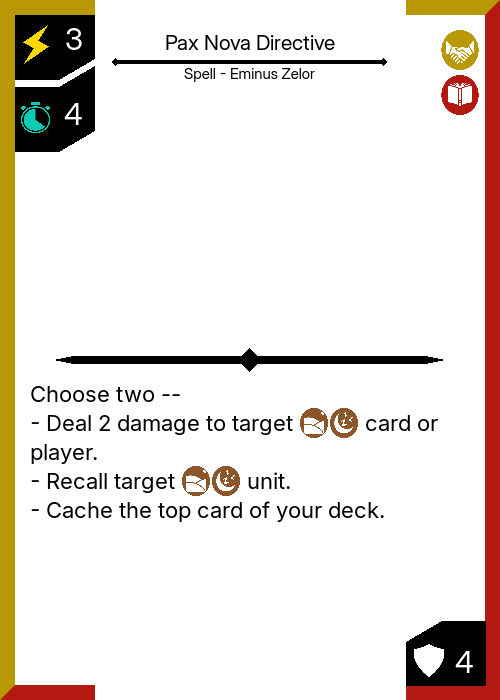 3
Pax Nova Directive
Spell - Eminus Zelor
4
Choose two --
- Deal 2 damage to target card or
player.
- Recall target unit.
- Cache the top card of your deck.
4